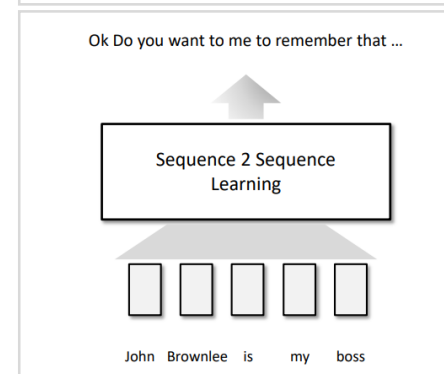 Ok Do you want to me to remember that ...
Sequence 2 Sequence
Learning
John Brownlee is my boss